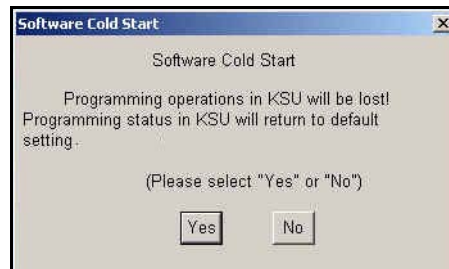 Software Cold Start
Software Cold Start
Programming operations in KSU will be lost!
Programming status in KSU will return to default
setting.
(Please select "Yes" or "No")
Yes No